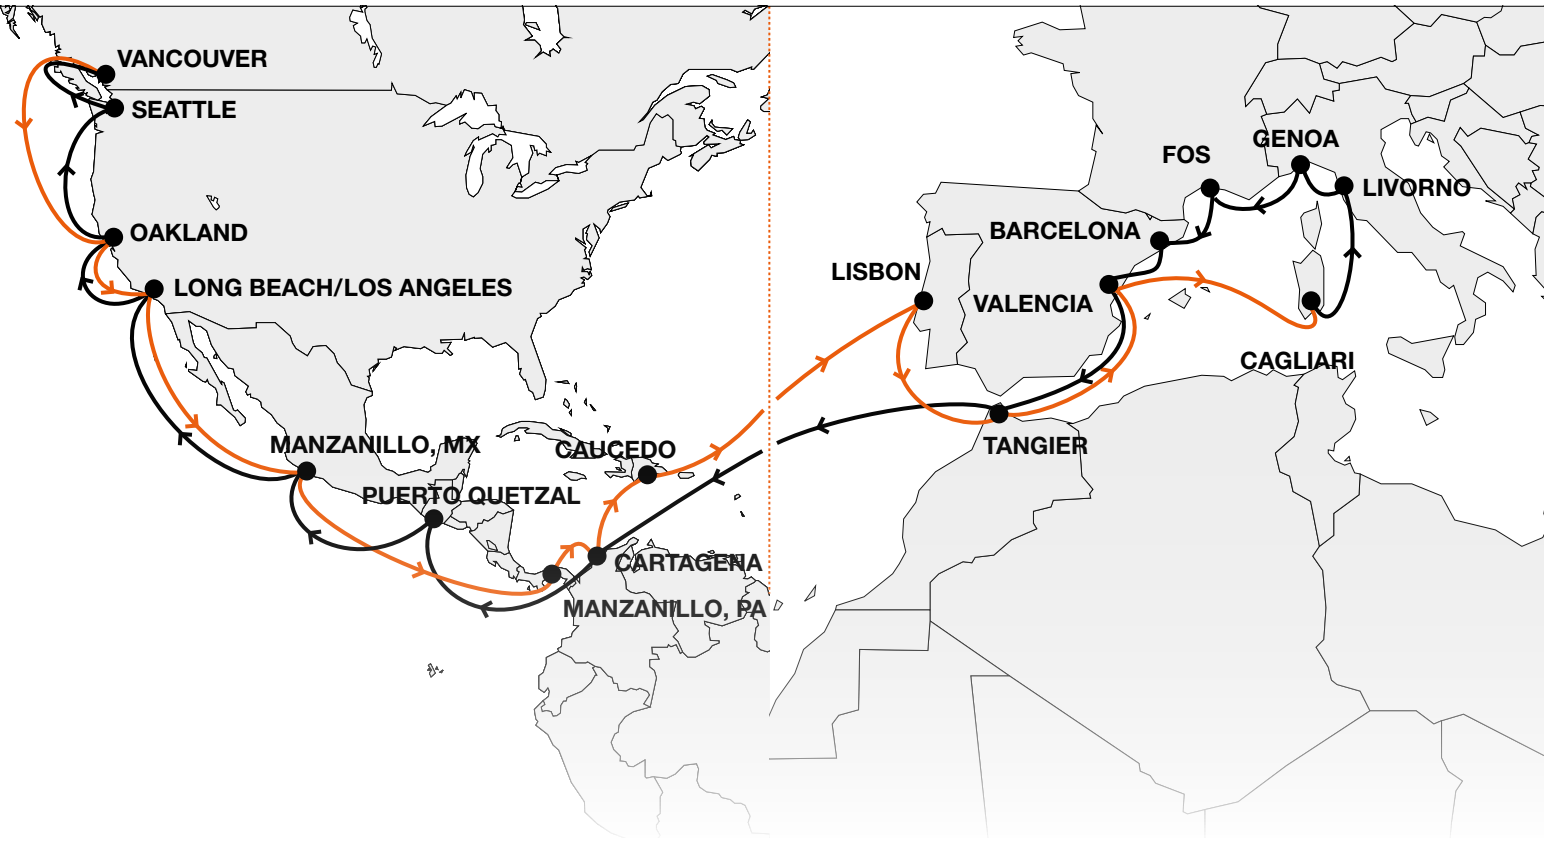 VANCOUVER
SEATTLE
OAKLAND
LONG BEACH/LOS ANGELES
MANZANILLO, MX
PUERTO QUETZAL
CAUCEDO
CARTAGENA
MANZANILLO, PA
LISBON
TANGIER
VALENCIA
BARCELONA
FOS
GENOA
LIVORNO
CAGLIARI